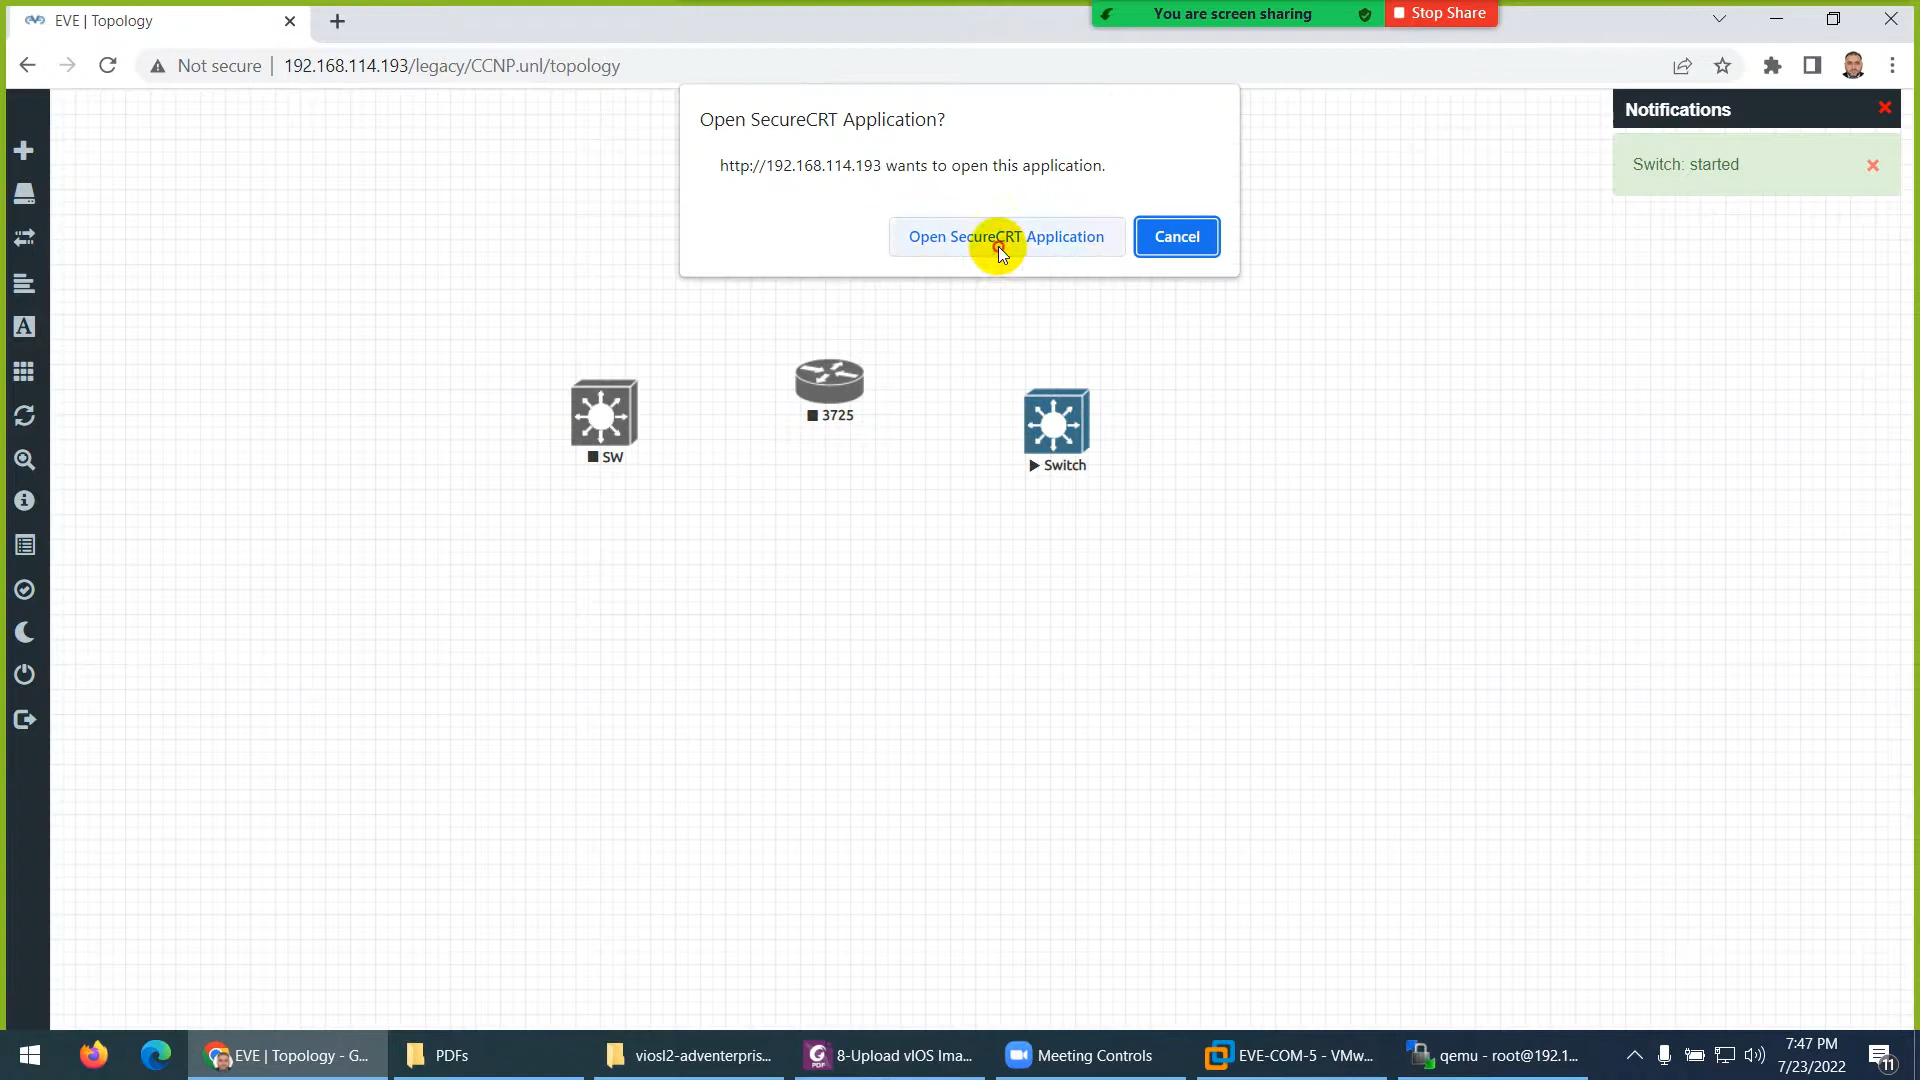 EVE | Topology
You are screen sharing
Stop Share
Not secure
192.168.114.193/legacy/CCNP.unl/topology
Open SecureCRT Application?
http://192.168.114.193 wants to open this application.
Open SecureCRT Application
Cancel
Notifications
Switch: started
A
3725
SW
Switch
EVE | Topology - G...
PDFs
viosl2-adventerpris...
PDF
8-Upload vIOS Ima...
Meeting Controls
EVE-COM-5 - VMw...
qemu - root@192.1...
7:47 PM
7/23/2022
11